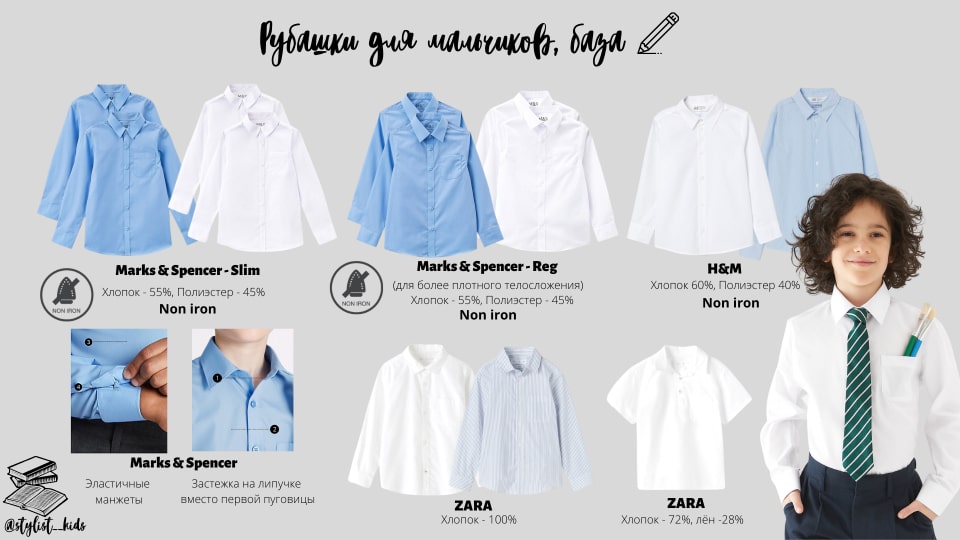 Рубашки для мальчиков, база
Marks & Spencer - Slim
Хлопок - 55%, Полиэстер - 45%
Non iron
NON IRON
Marks & Spencer - Reg
(для более плотного телосложения)
Хлопок - 55%, Полиэстер - 45%
Non iron
NON IRON
H&M
Хлопок 60%, Полиэстер 40%
Non iron
3
4
1
2
Marks & Spencer
Эластичные
манжеты
Застежка на липучке
вместо первой пуговицы
ZARA
Хлопок - 100%
ZARA
Хлопок - 72%, лён -28%
@stylist__kids